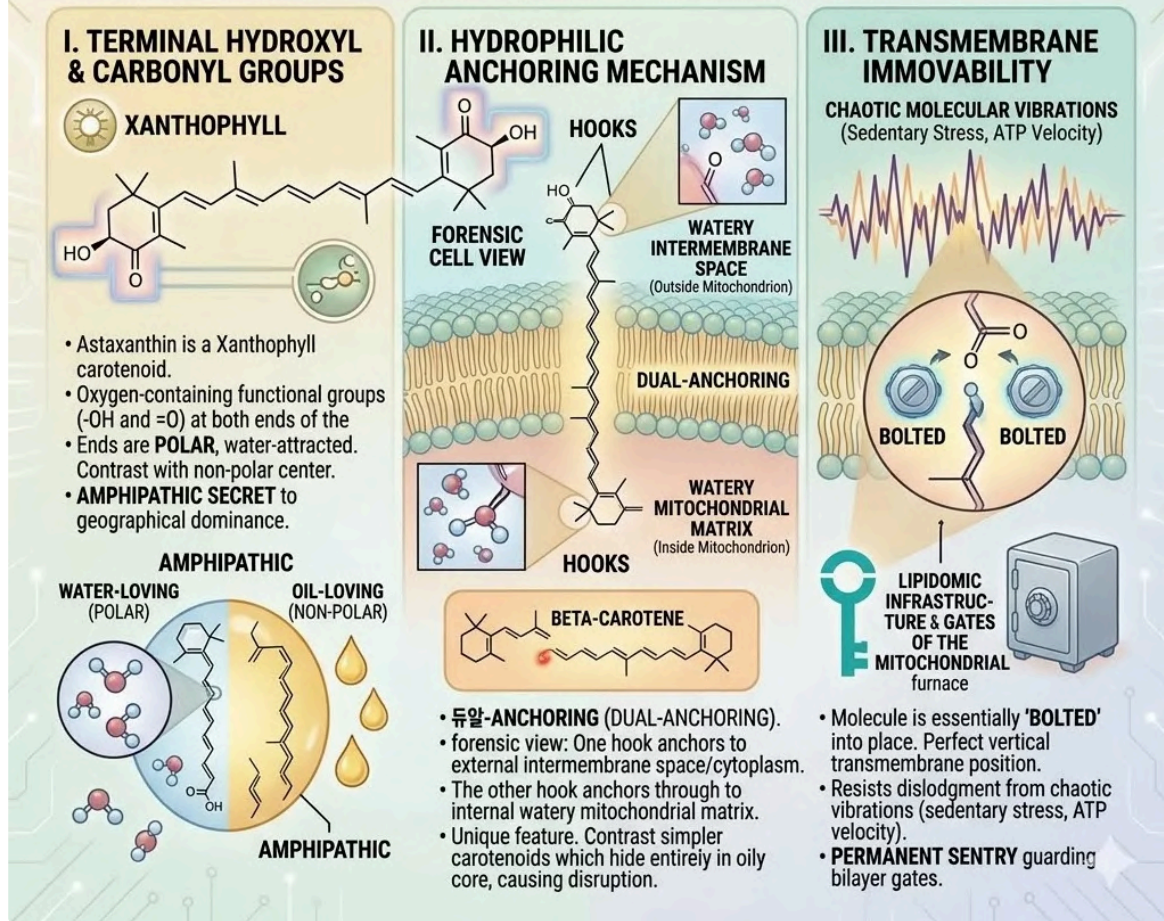 I. TERMINAL HYDROXYL
& CARBONYL GROUPS
XANTHOPHYLL
HO
O
O
OH
• Astaxanthin is a Xanthophyll
carotenoid.
• Oxygen-containing functional groups
(-OH and =O) at both ends of the
• Ends are POLAR, water-attracted.
Contrast with non-polar center.
• AMPHIPATHIC SECRET to
geographical dominance.
AMPHIPATHIC
WATER-LOVING
(POLAR)
OIL-LOVING
(NON-POLAR)
O
OH
AMPHIPATHIC
II. HYDROPHILIC
ANCHORING MECHANISM
HOOKS
HO
O
FORENSIC
CELL VIEW
WATERY
INTERMEMBRANE
SPACE
(Outside Mitochondrion)
DUAL-ANCHORING
WATERY
MITOCHONDRIAL
MATRIX
(Inside Mitochondrion)
HOOKS
BETA-CAROTENE
• 듀알-ANCHORING (DUAL-ANCHORING).
• forensic view: One hook anchors to
external intermembrane space/cytoplasm.
• The other hook anchors through to
internal watery mitochondrial matrix.
• Unique feature. Contrast simpler
carotenoids which hide entireiy in oily
core, causing disruption.
III. TRANSMEMBRANE
IMMOVABILITY
CHAOTIC MOLECULAR VIBRATIONS
(Sedentary Stress, ATP Velocity)
O
O
BOLTED
BOLTED
LIPIDOMIC
INFRASTRUC-
TURE & GATES
OF THE
MITOCHONDRIAL
furnace
• Molecule is essentially 'BOLTED'
into place. Perfect vertical
transmembrane position.
• Resists dislodgment from chaotic
vibrations (sedentary stress, ATP
velocity).
• PERMANENT SENTRY guarding
bilayer gates.